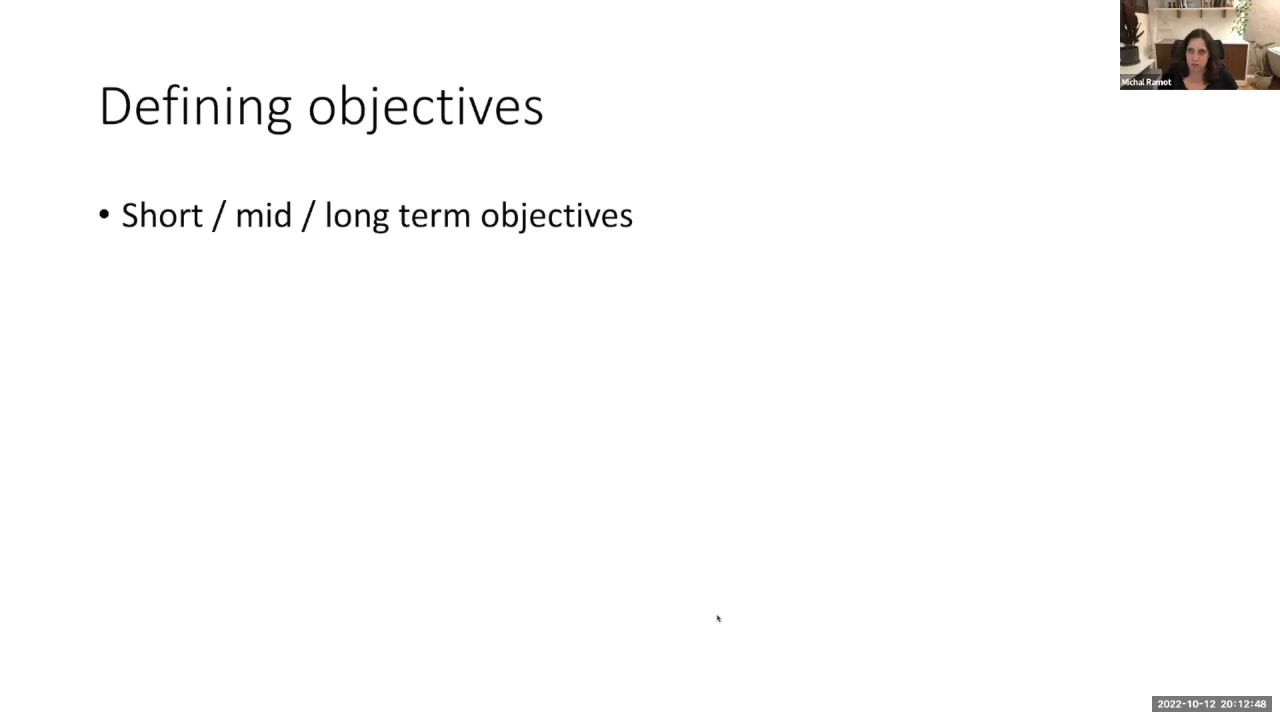 Michal Ramot
Defining objectives
• Short / mid / long term objectives
2022-10-12 20:12:48